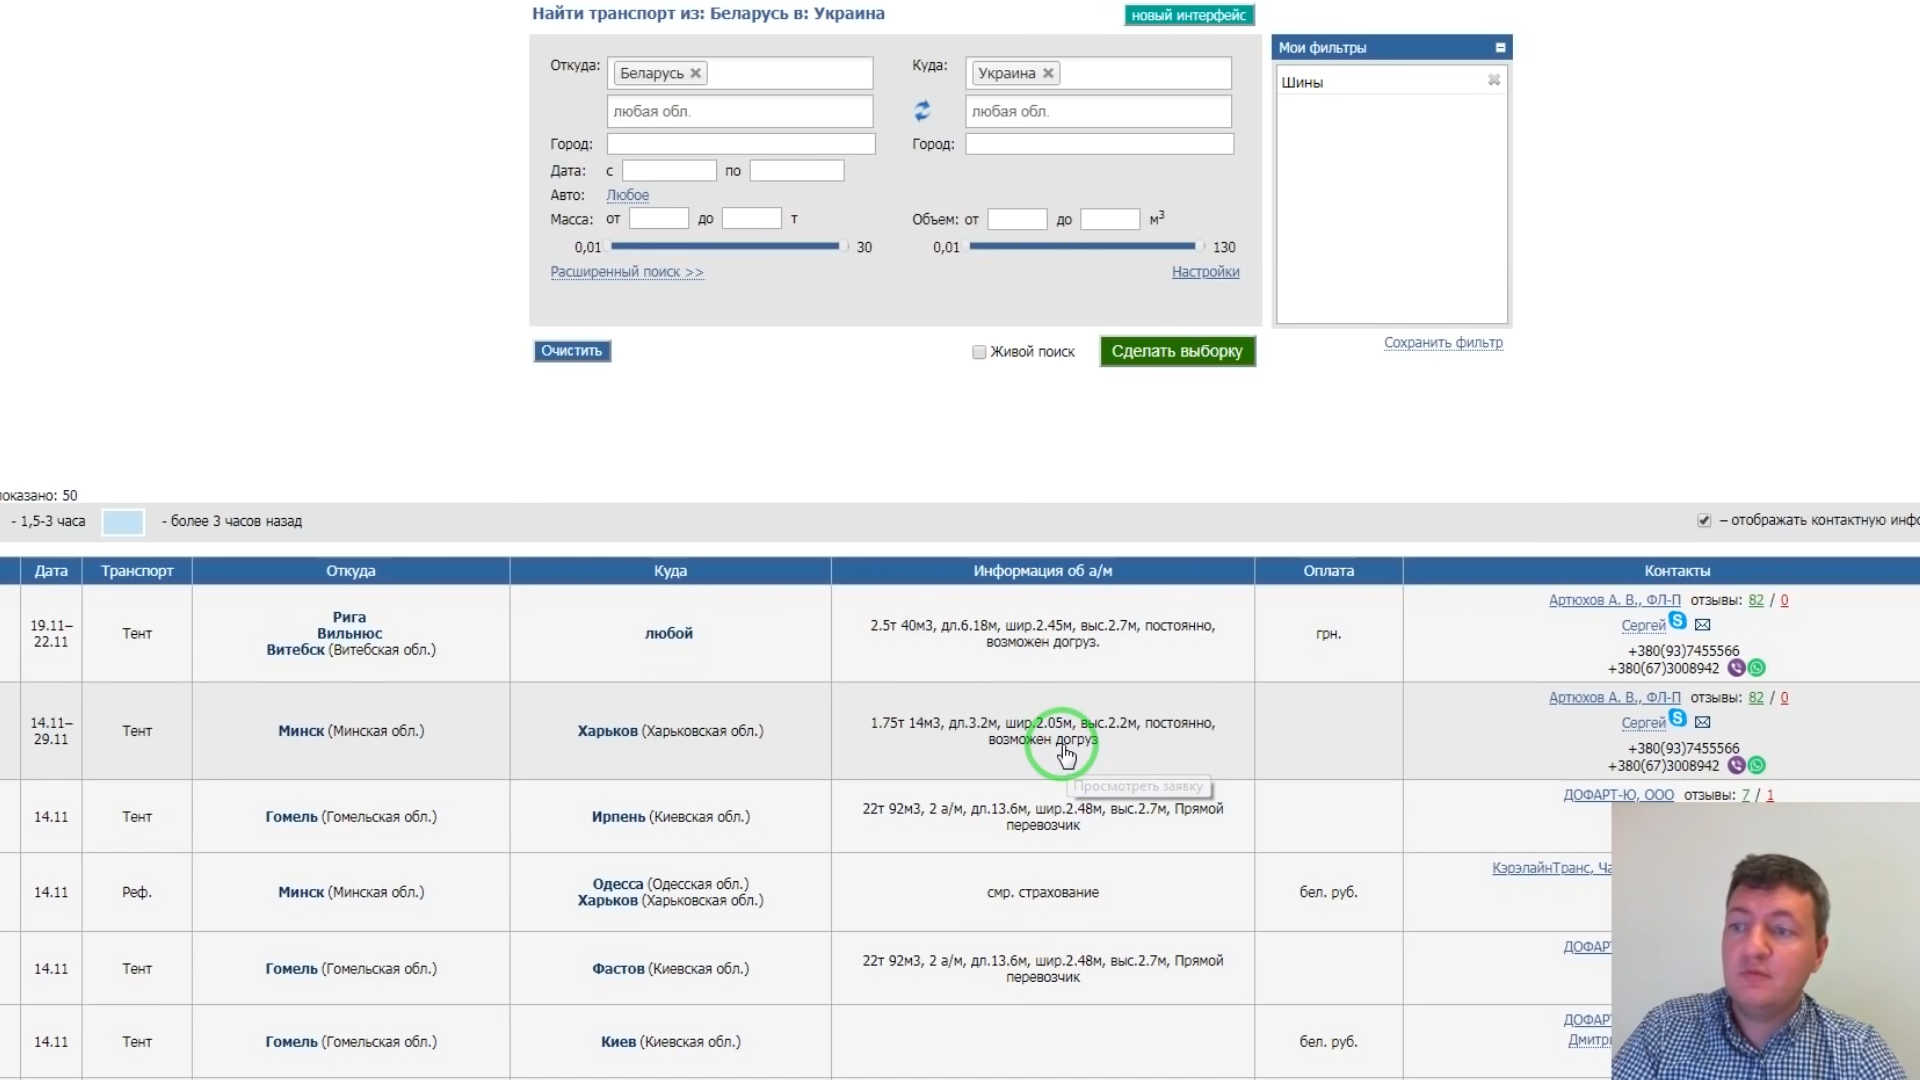 Найти транспорт из: Беларусь в: Украина
новый интерфейс
Откуда: Беларусь
Куда: Украина
любая обл.
любая обл.
Город:
Город:
Дата: с по
Авто: Любое
Масса: от до т
Объем: от до м³
0,01 30
0,01 130
Расширенный поиск >>
Настройки
Мои фильтры
Шины
Очистить
Живой поиск
Сделать выборку
Сохранить фильтр
показано: 50
- 1,5-3 часа - более 3 часов назад
– отображать контактную инфо
Дата Транспорт Откуда Куда Информация об а/м Оплата Контакты
19.11–
22.11
Тент
Рига
Вильнюс
Витебск (Витебская обл.)
любой
2.5т 40м3, дл.6.18м, шир.2.45м, выс.2.7м, постоянно,
возможен догруз.
грн.
Артюхов А. В., ФЛ-П отзывы: 82 / 0
Сергей
+380(93)7455566
+380(67)3008942
14.11–
29.11
Тент
Минск (Минская обл.)
Харьков (Харьковская обл.)
1.75т 14м3, дл.3.2м, шир.2.05м, выс.2.2м, постоянно,
возможен догруз
Просмотреть заявку
Артюхов А. В., ФЛ-П отзывы: 82 / 0
Сергей
+380(93)7455566
+380(67)3008942
14.11
Тент
Гомель (Гомельская обл.)
Ирпень (Киевская обл.)
22т 92м3, 2 а/м, дл.13.6м, шир.2.48м, выс.2.7м, Прямой
перевозчик
ДОФАРТ-Ю, ООО отзывы: 7 / 1
14.11
Реф.
Минск (Минская обл.)
Одесса (Одесская обл.)
Харьков (Харьковская обл.)
смр. страхование
бел. руб.
КэрэлайнТранс, Ча
14.11
Тент
Гомель (Гомельская обл.)
Фастов (Киевская обл.)
22т 92м3, 2 а/м, дл.13.6м, шир.2.48м, выс.2.7м, Прямой
перевозчик
ДОФАРТ
14.11
Тент
Гомель (Гомельская обл.)
Киев (Киевская обл.)
бел. руб.
ДОФАРТ
Дмитри